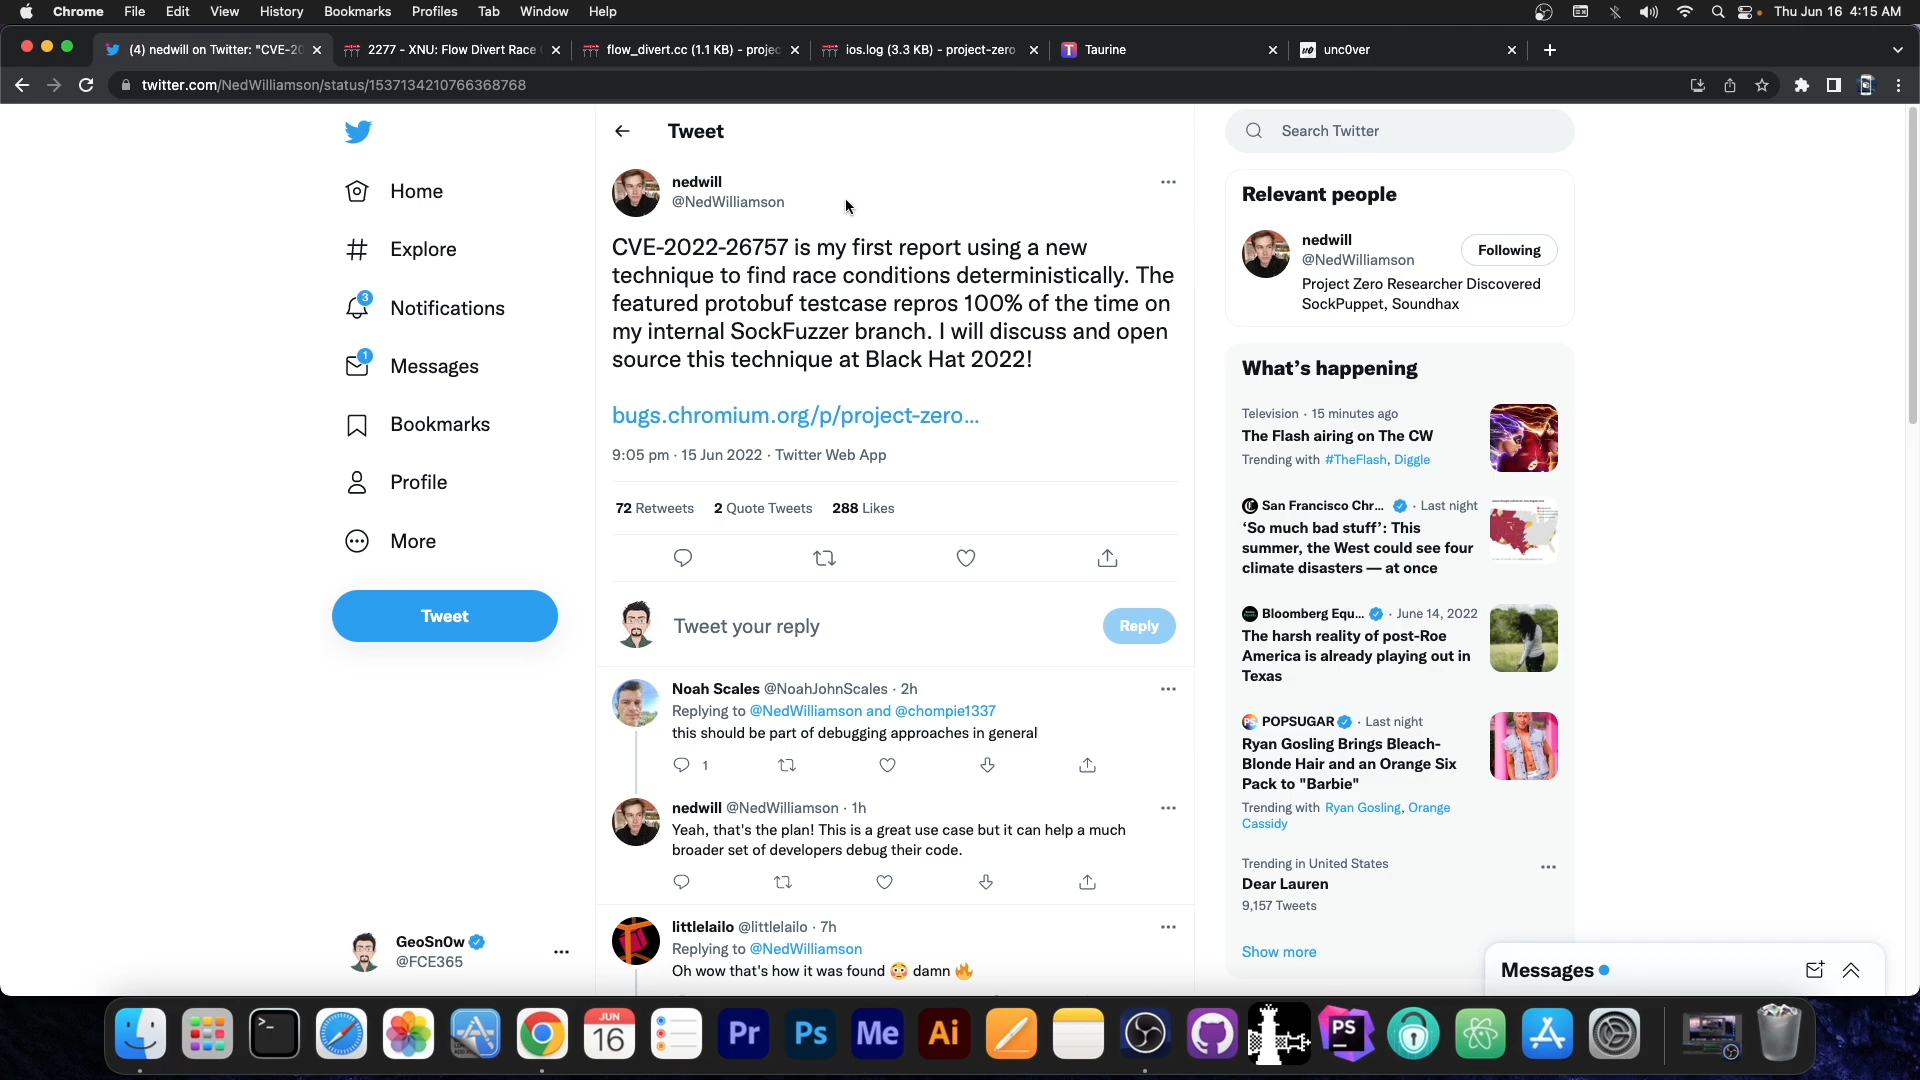 Chrome File Edit View History Bookmarks Profiles Tab Window Help Thu Jun 16 4:15 AM
(4) nedwill on Twitter: "CVE-20 2277 - XNU: Flow Divert Race flow_divert.cc (1.1 KB) - projec ios.log (3.3 KB) - project-zero Taurine unc0ver
twitter.com/NedWilliamson/status/1537134210766368768
Home
Explore
3
Notifications
1
Messages
Bookmarks
Profile
More
Tweet
GeoSn0w
@FCE365
Tweet
nedwill
@NedWilliamson
CVE-2022-26757 is my first report using a new
technique to find race conditions deterministically. The
featured protobuf testcase repros 100% of the time on
my internal SockFuzzer branch. I will discuss and open
source this technique at Black Hat 2022!
bugs.chromium.org/p/project-zero...
9:05 pm · 15 Jun 2022 · Twitter Web App
72 Retweets 2 Quote Tweets 288 Likes
Tweet your reply
Reply
Noah Scales @NoahJohnScales · 2h
Replying to @NedWilliamson and @chompie1337
this should be part of debugging approaches in general
1
nedwill @NedWilliamson · 1h
Yeah, that's the plan! This is a great use case but it can help a much
broader set of developers debug their code.
littlelailo @littlelailo · 7h
Replying to @NedWilliamson
Oh wow that's how it was found 😳 damn 🔥
Search Twitter
Relevant people
nedwill
@NedWilliamson
Following
Project Zero Researcher Discovered
SockPuppet, Soundhax
What's happening
Television · 15 minutes ago
The Flash airing on The CW
Trending with #TheFlash, Diggle
San Francisco Chr... · Last night
'So much bad stuff': This
summer, the West could see four
climate disasters — at once
Bloomberg Equ... · June 14, 2022
The harsh reality of post-Roe
America is already playing out in
Texas
POPSUGAR · Last night
Ryan Gosling Brings Bleach-
Blonde Hair and an Orange Six
Pack to "Barbie"
Trending with Ryan Gosling, Orange
Cassidy
Trending in United States
Dear Lauren
9,157 Tweets
Show more
Messages
JUN
16
Pr Ps Me Ai PS